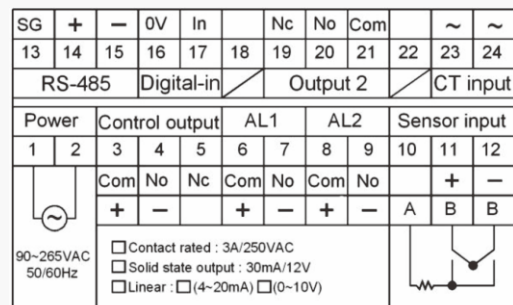 SG + − 0V In Nc No Com ~ ~
13 14 15 16 17 18 19 20 21 22 23 24
RS-485 Digital-in Output 2 CT input
Power Control output AL1 AL2 Sensor input
1 2 3 4 5 6 7 8 9 10 11 12
Com No Nc Com No Com No + −
+ − + − + − A B B
~
90~265VAC
50/60Hz
□Contact rated : 3A/250VAC
□Solid state output : 30mA/12V
□Linear : □(4~20mA) □(0~10V)